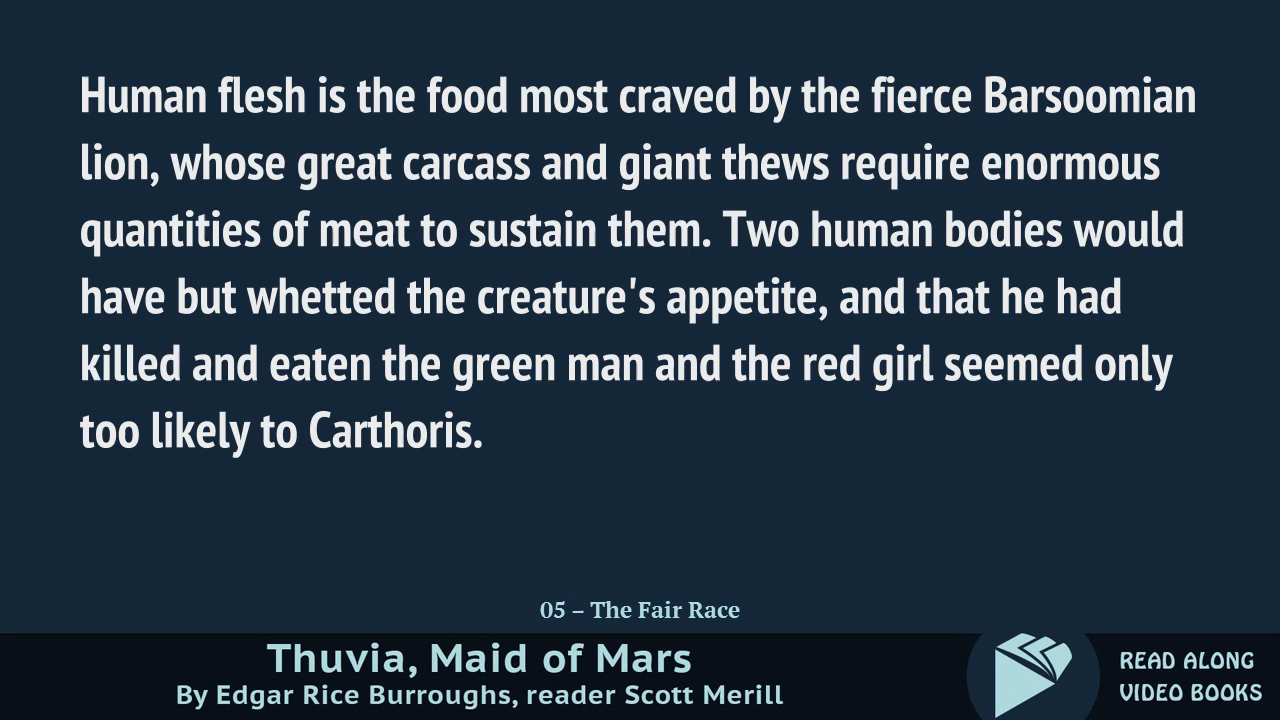 Human flesh is the food most craved by the fierce Barsoomian
lion, whose great carcass and giant thews require enormous
quantities of meat to sustain them. Two human bodies would
have but whetted the creature's appetite, and that he had
killed and eaten the green man and the red girl seemed only
too likely to Carthoris.
05 – The Fair Race
Thuvia, Maid of Mars
By Edgar Rice Burroughs, reader Scott Merill
READ ALONG
VIDEO BOOKS